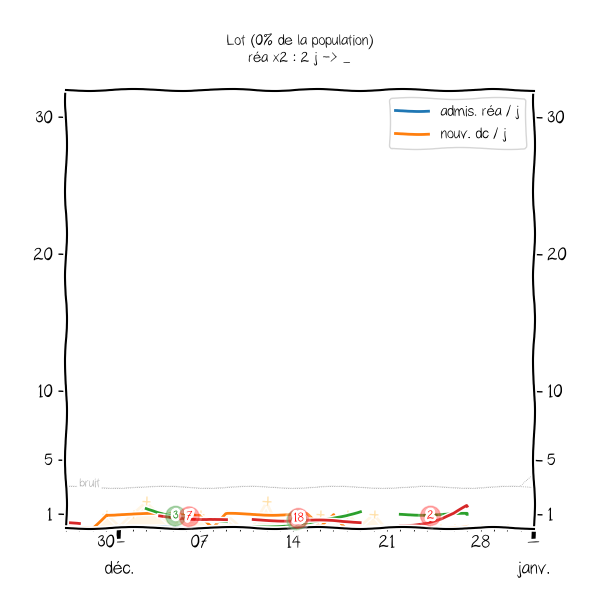 Lot (0% de la population)
réa x2 : 2 j -> _
admis. réa / j
nouv. dc / j
30 30
20 20
10 10
5 5
bruit
1 3 7 18 2 1
30 07 14 21 28
déc. janv.